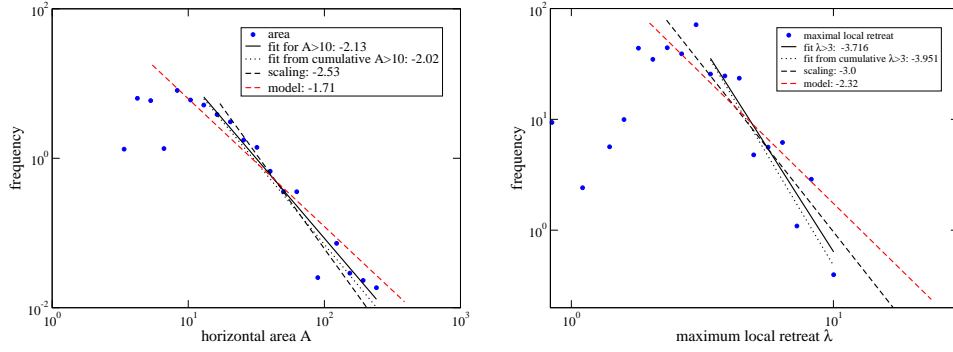 10^2
10^0
10^-2
frequency
area
fit for A>10: -2.13
fit from cumulative A>10: -2.02
scaling: -2.53
model: -1.71
10^0
10^1
10^2
10^3
horizontal area A
10^2
10^1
10^0
frequency
maximal local retreat
fit λ>3: -3.716
fit from cumulative λ>3: -3.951
scaling: -3.0
model: -2.32
10^0
10^1
maximum local retreat λ